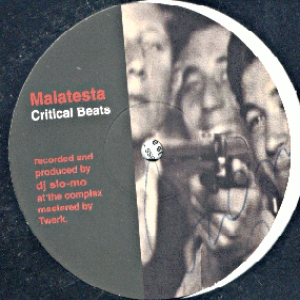 Malatesta
Critical Beats
recorded and
produced by
dj slo-mo
at the complex
mastered by
Twerk.